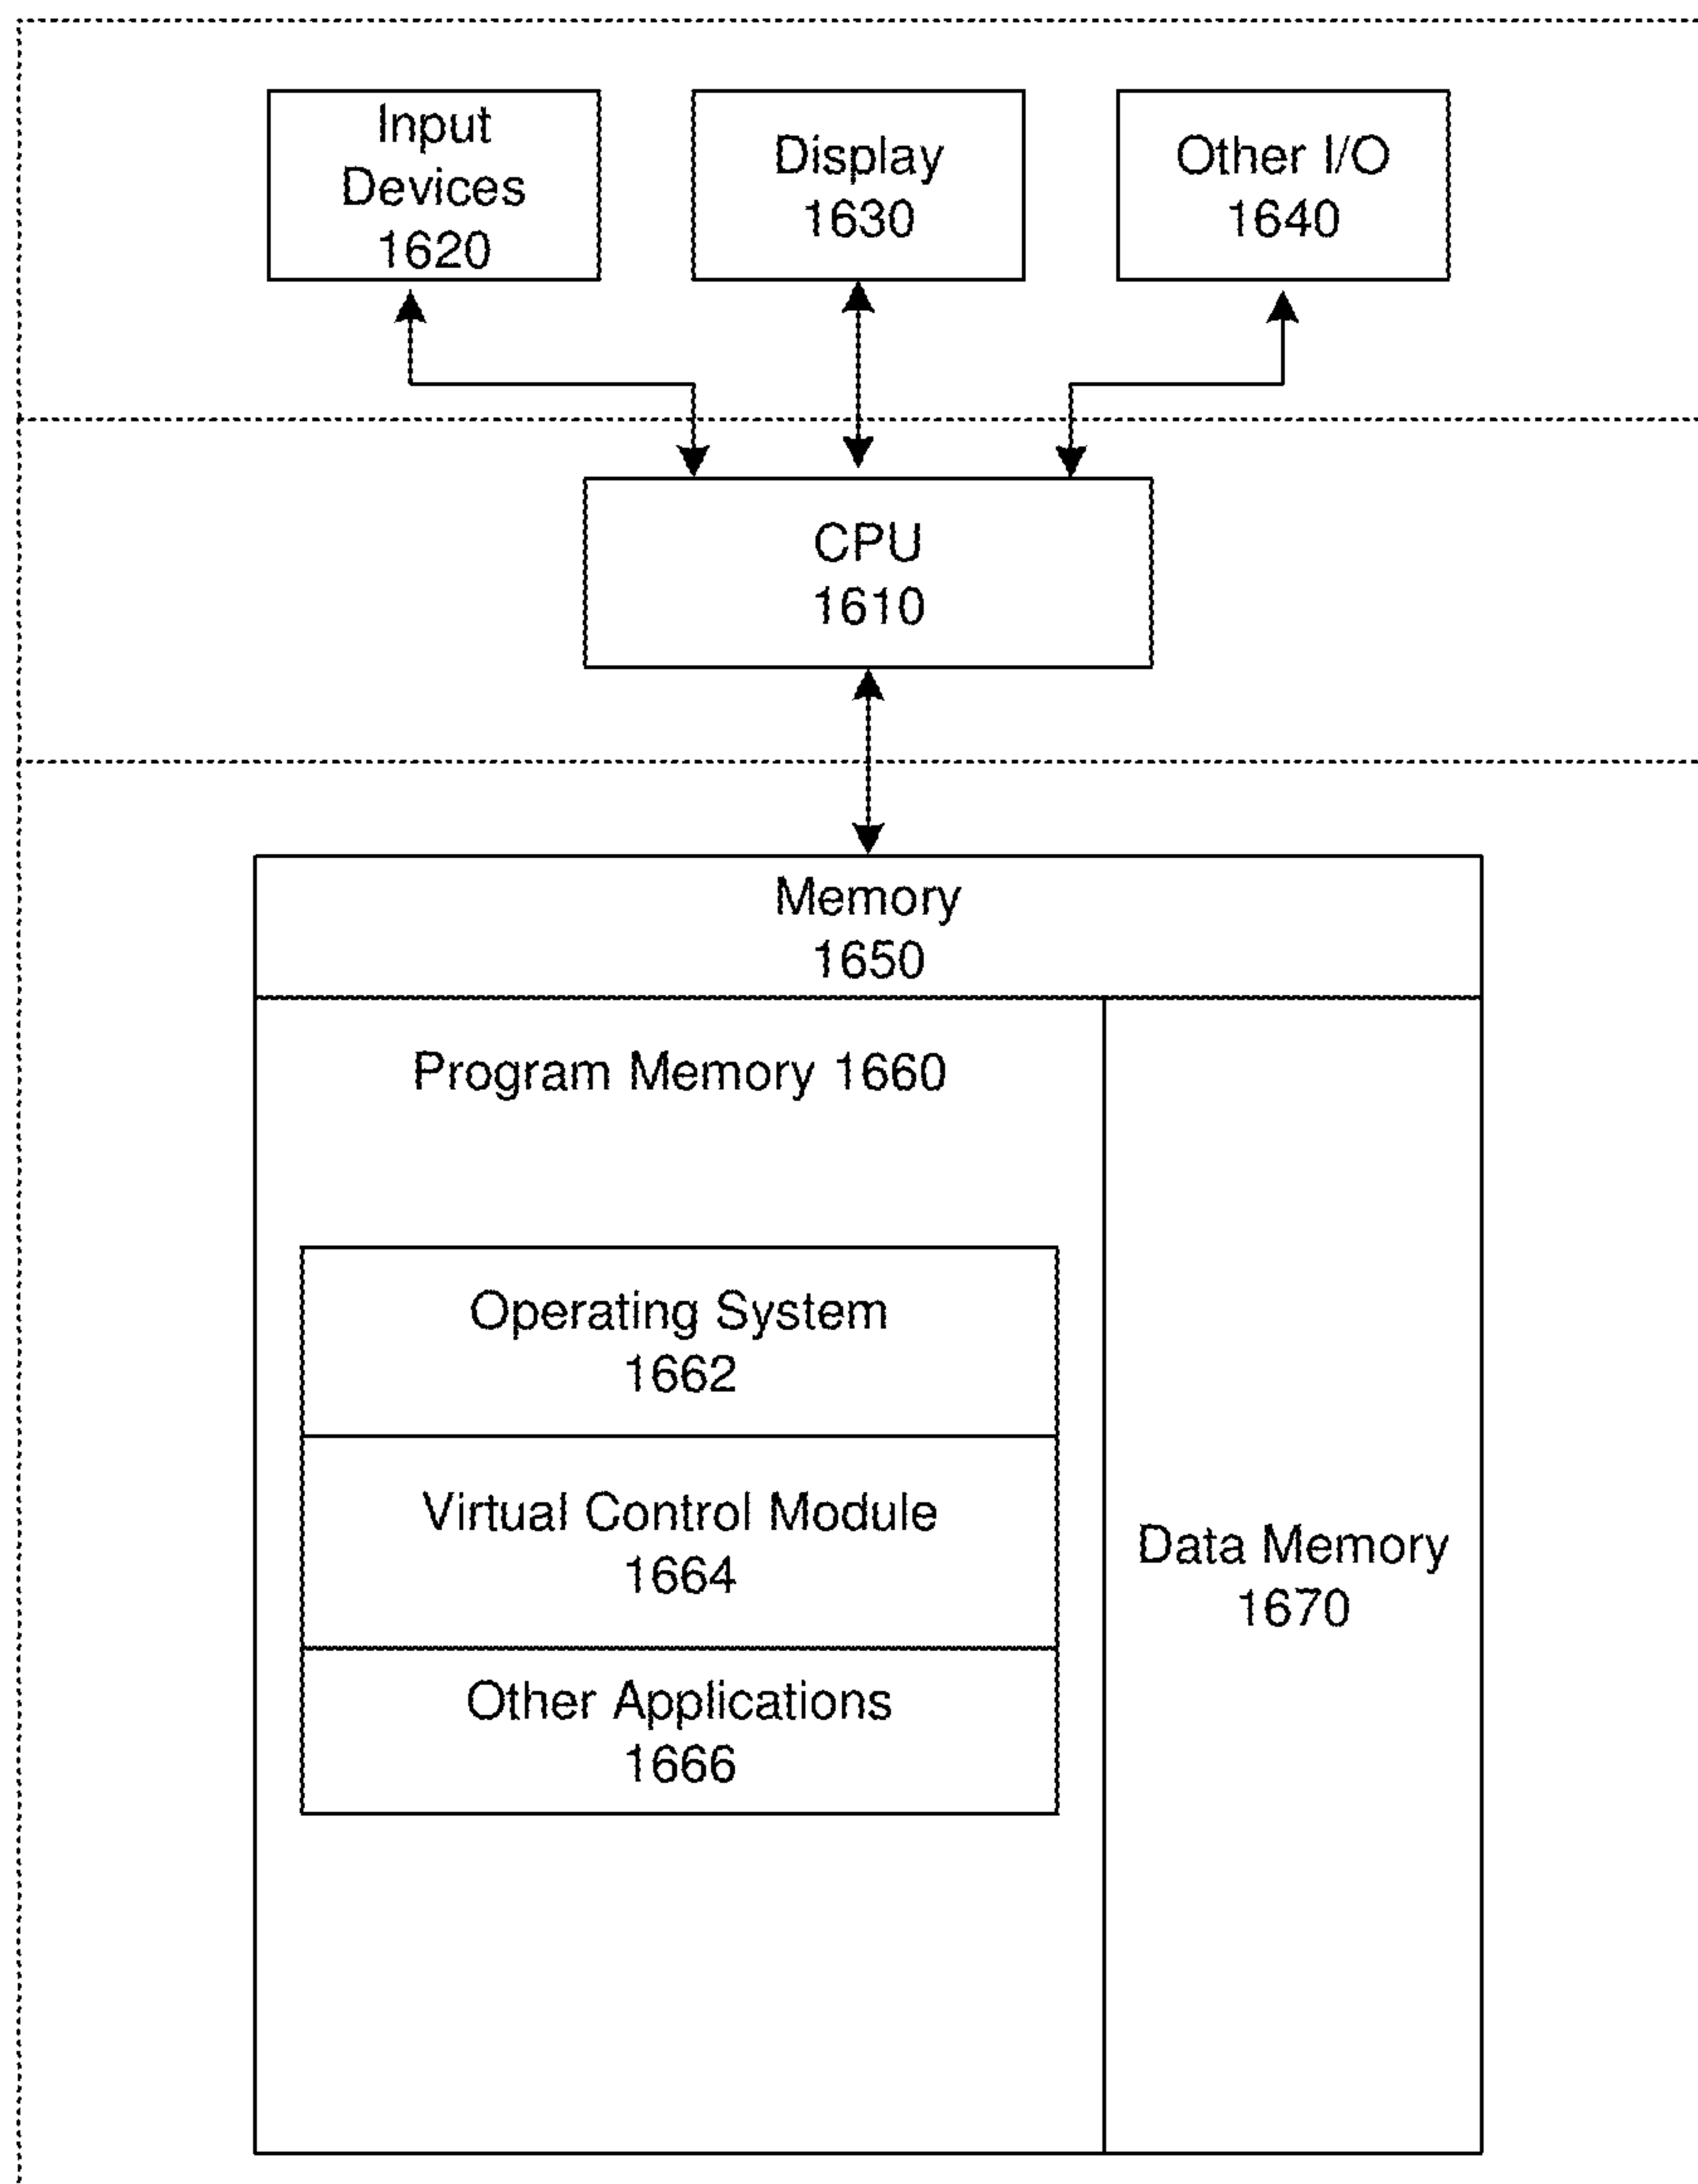 Input
Devices
1620
Display
1630
Other I/O
1640
CPU
1610
Memory
1650
Program Memory 1660
Operating System
1662
Virtual Control Module
1664
Other Applications
1666
Data Memory
1670